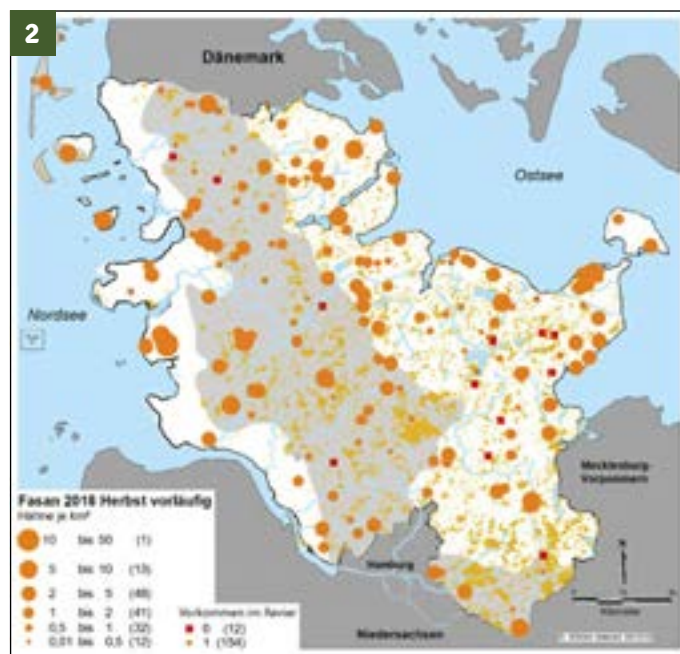 2
Dänemark
Ostsee
Nordsee
Mecklenburg-
Vorpommern
Hamburg
Niedersachsen
Fasan 2018 Herbst vorläufig
Hähne je km²
10 bis 50 (1)
5 bis 10 (13)
2 bis 5 (48)
1 bis 2 (41)
0,5 bis 1 (32)
0,01 bis 0,5 (12)
Vorkommen im Revier
0 (12)
1 (154)
N
Kilometer